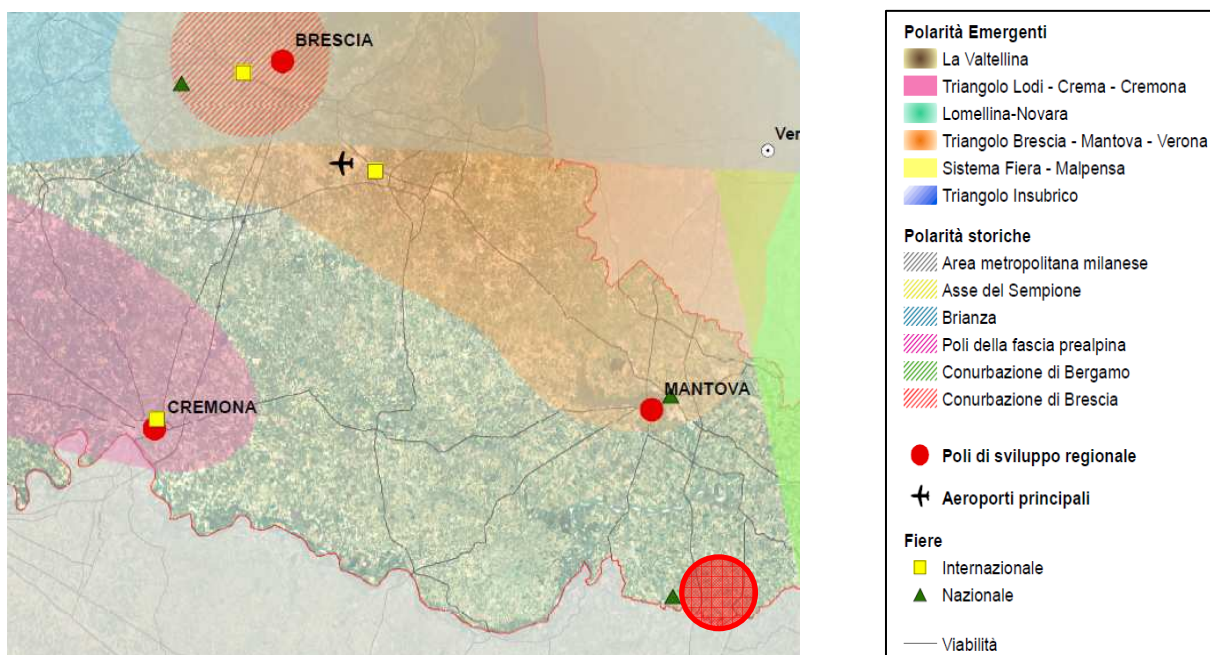 BRESCIA
Ver
MANTOVA
CREMONA
Polarità Emergenti
La Valtellina
Triangolo Lodi - Crema - Cremona
Lomellina-Novara
Triangolo Brescia - Mantova - Verona
Sistema Fiera - Malpensa
Triangolo Insubrico
Polarità storiche
Area metropolitana milanese
Asse del Sempione
Brianza
Poli della fascia prealpina
Conurbazione di Bergamo
Conurbazione di Brescia
Poli di sviluppo regionale
Aeroporti principali
Fiere
Internazionale
Nazionale
Viabilità